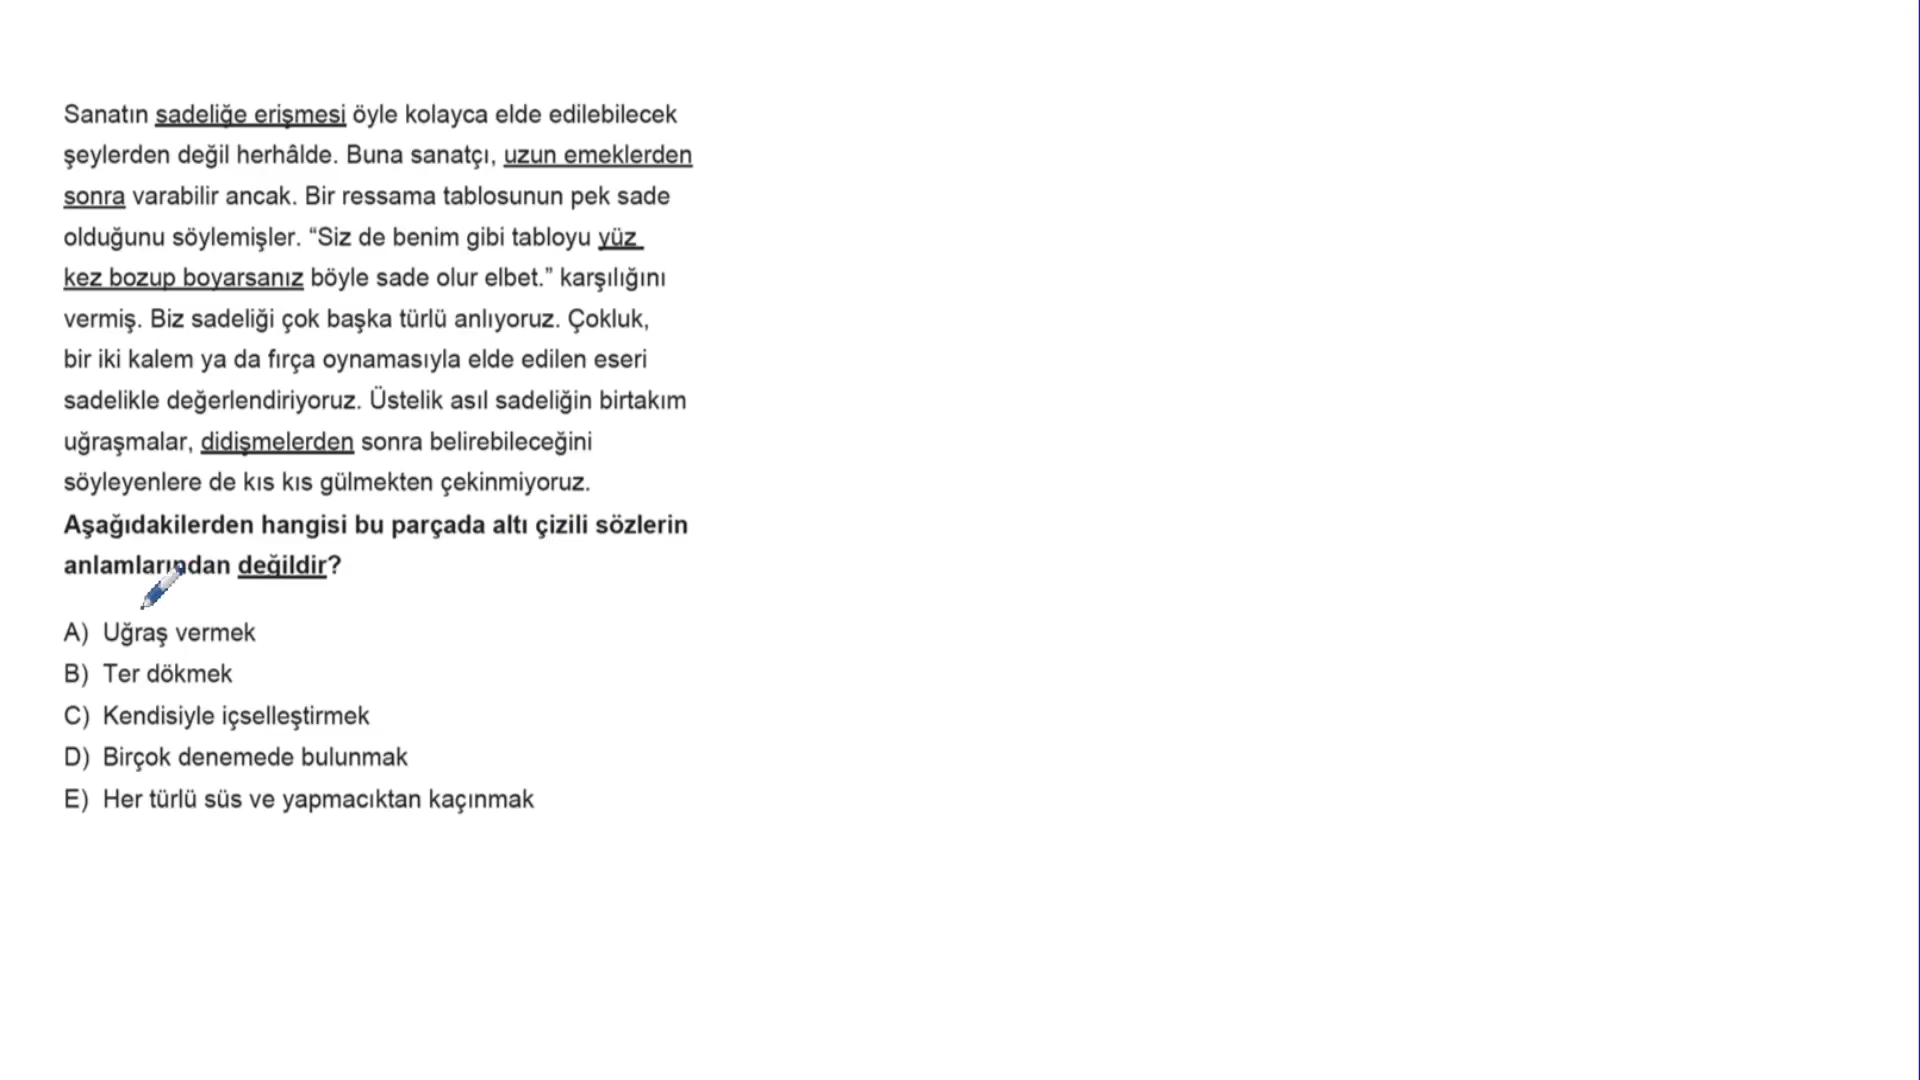 Sanatın sadeliğe erişmesi öyle kolayca elde edilebilecek
şeylerden değil herhâlde. Buna sanatçı, uzun emeklerden
sonra varabilir ancak. Bir ressama tablosunun pek sade
olduğunu söylemişler. “Siz de benim gibi tabloyu yüz
kez bozup boyarsanız böyle sade olur elbet.” karşılığını
vermiş. Biz sadeliği çok başka türlü anlıyoruz. Çokluk,
bir iki kalem ya da fırça oynamasıyla elde edilen eseri
sadelikle değerlendiriyoruz. Üstelik asıl sadeliğin birtakım
uğraşmalar, didişmelerden sonra belirebileceğini
söyleyenlere de kıs kıs gülmekten çekinmiyoruz.
Aşağıdakilerden hangisi bu parçada altı çizili sözlerin
anlamlarından değildir?
A) Uğraş vermek
B) Ter dökmek
C) Kendisiyle içselleştirmek
D) Birçok denemede bulunmak
E) Her türlü süs ve yapmacıktan kaçınmak